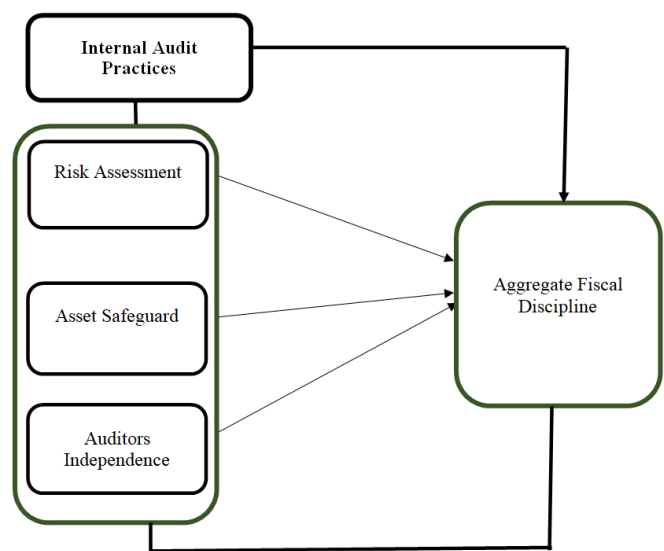 Internal Audit
Practices
Risk Assessment
Asset Safeguard
Auditors
Independence
Aggregate Fiscal
Discipline